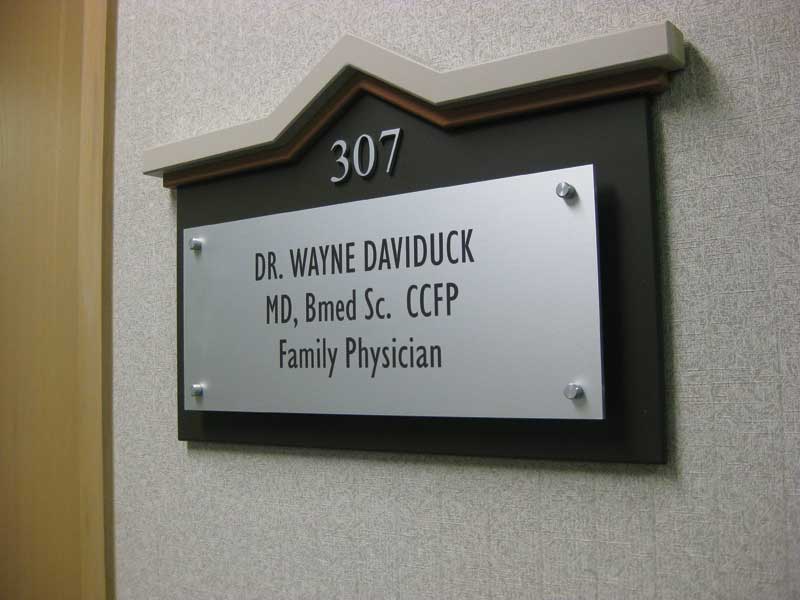 307
DR. WAYNE DAVIDUCK
MD, Bmed Sc. CCFP
Family Physician